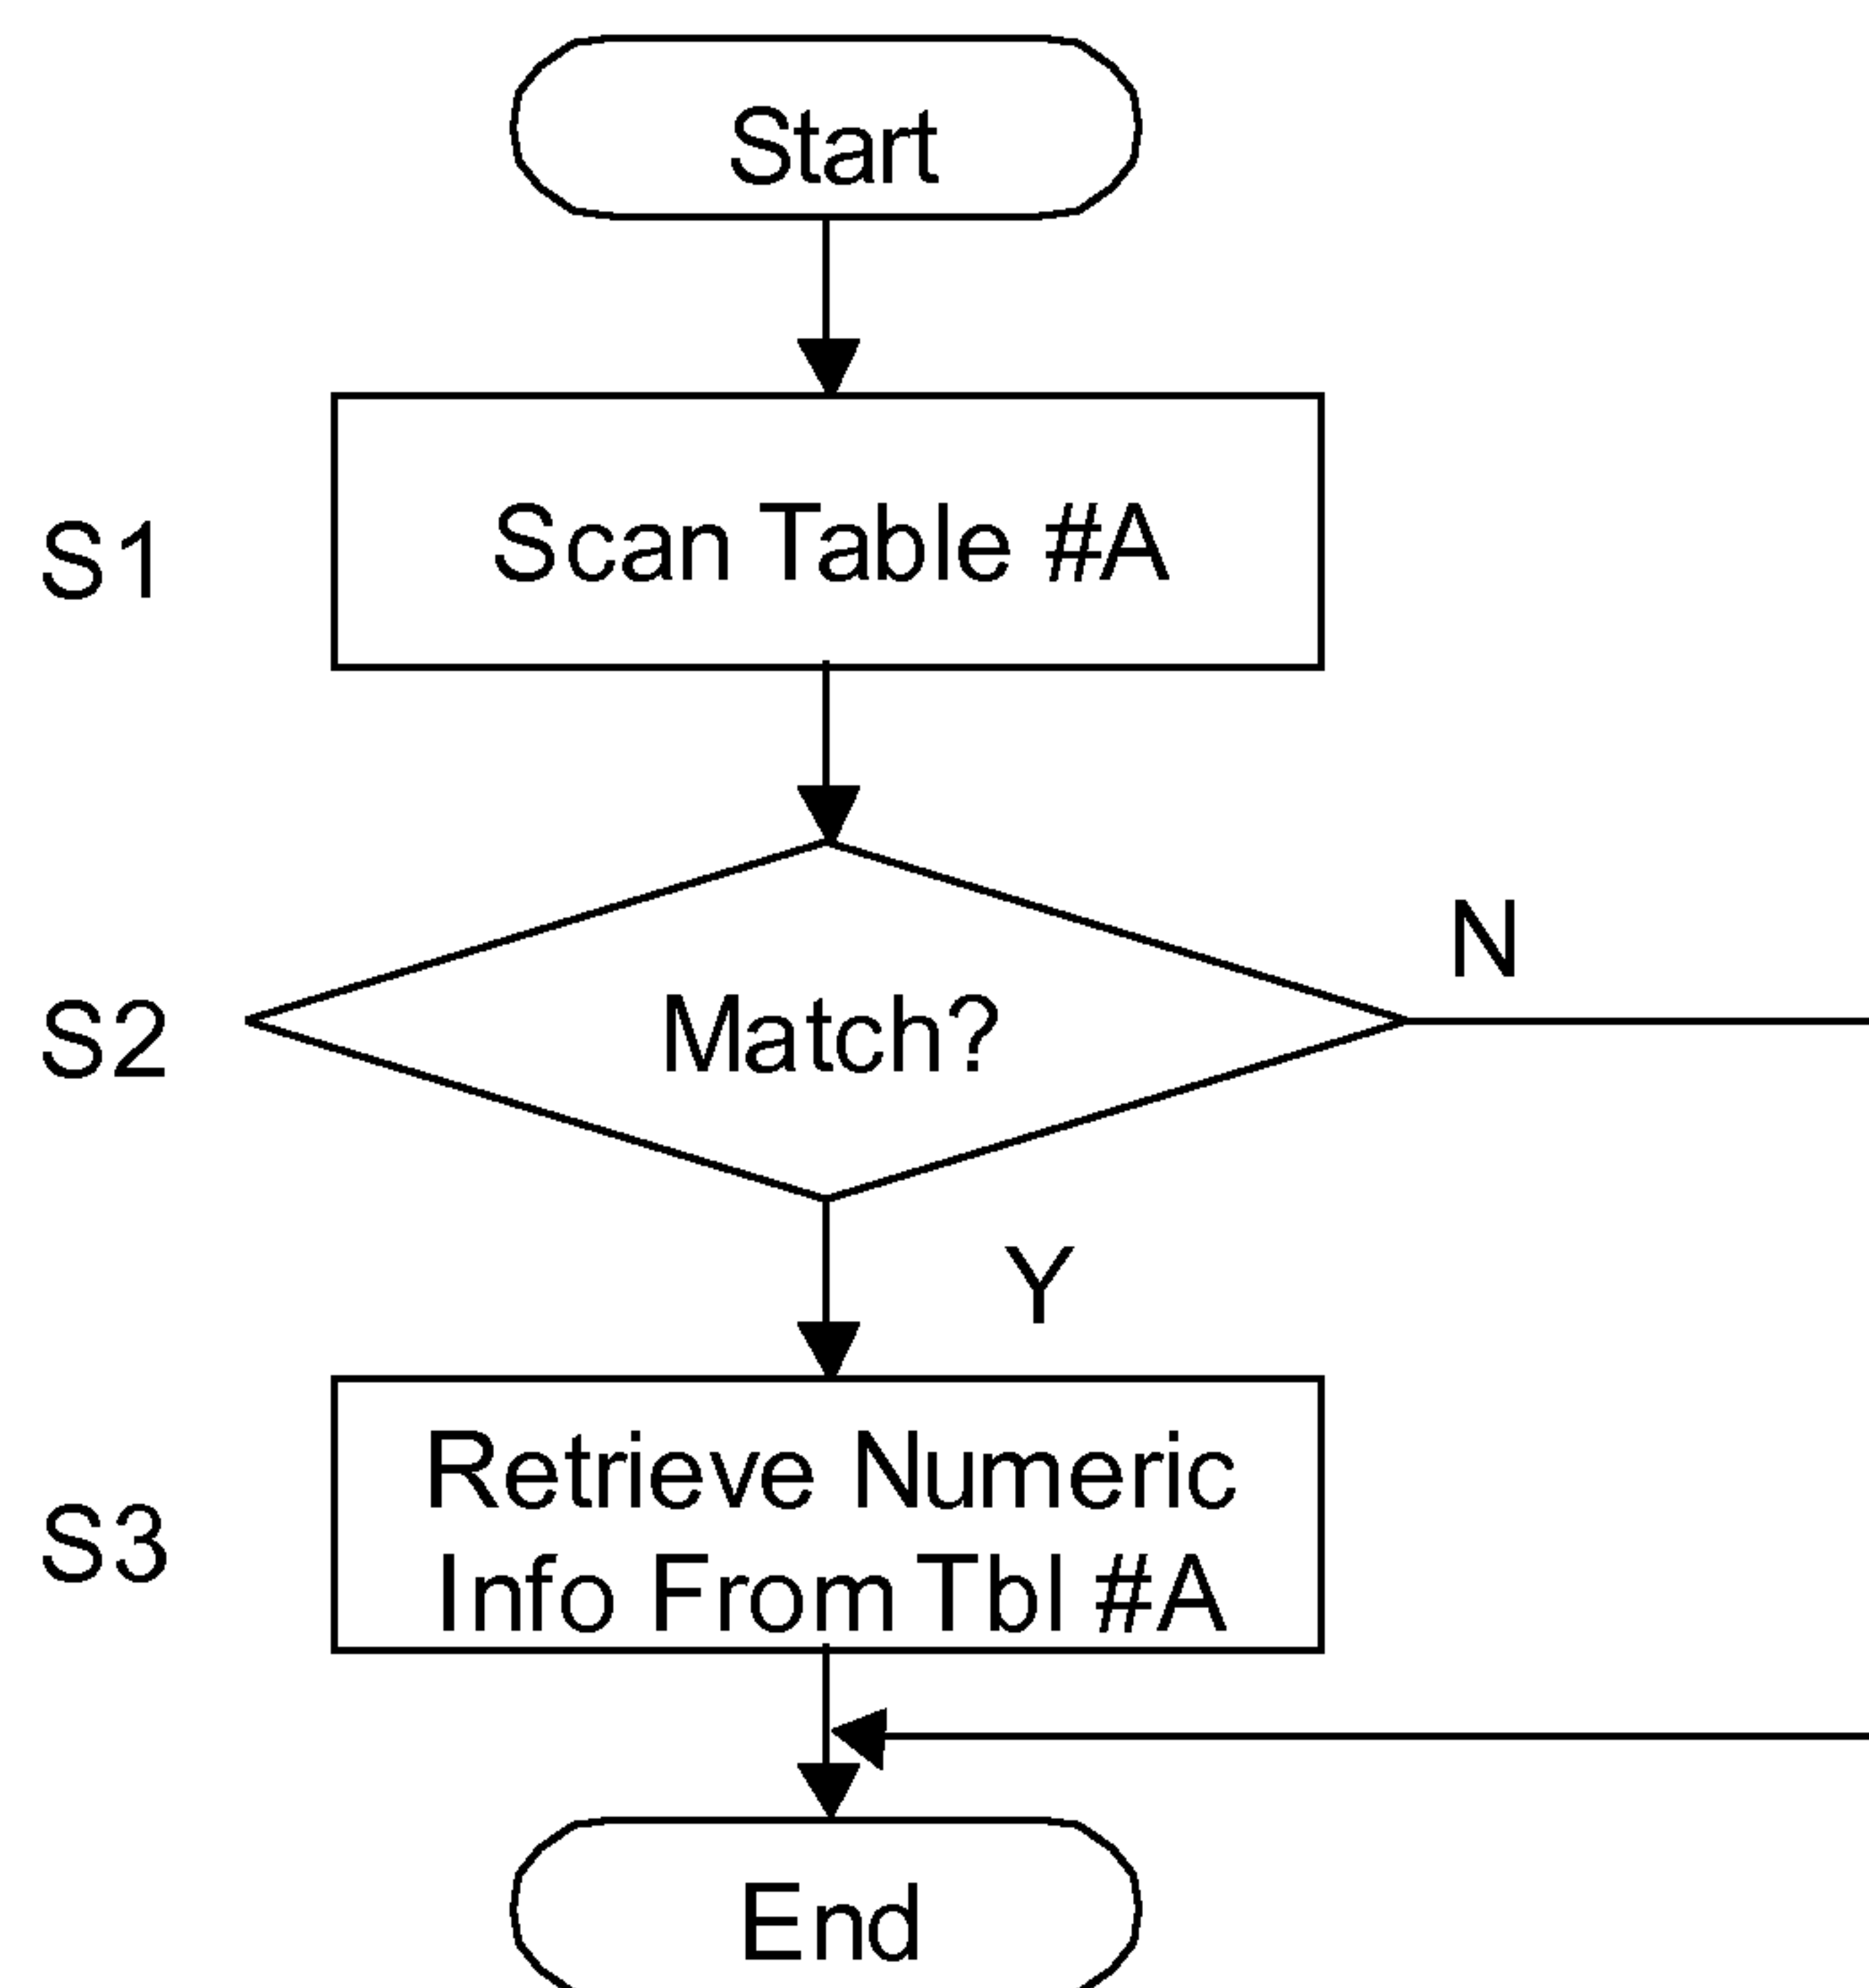 Start
S1
Scan Table #A
S2
Match?
N
Y
S3
Retrieve Numeric
Info From Tbl #A
End